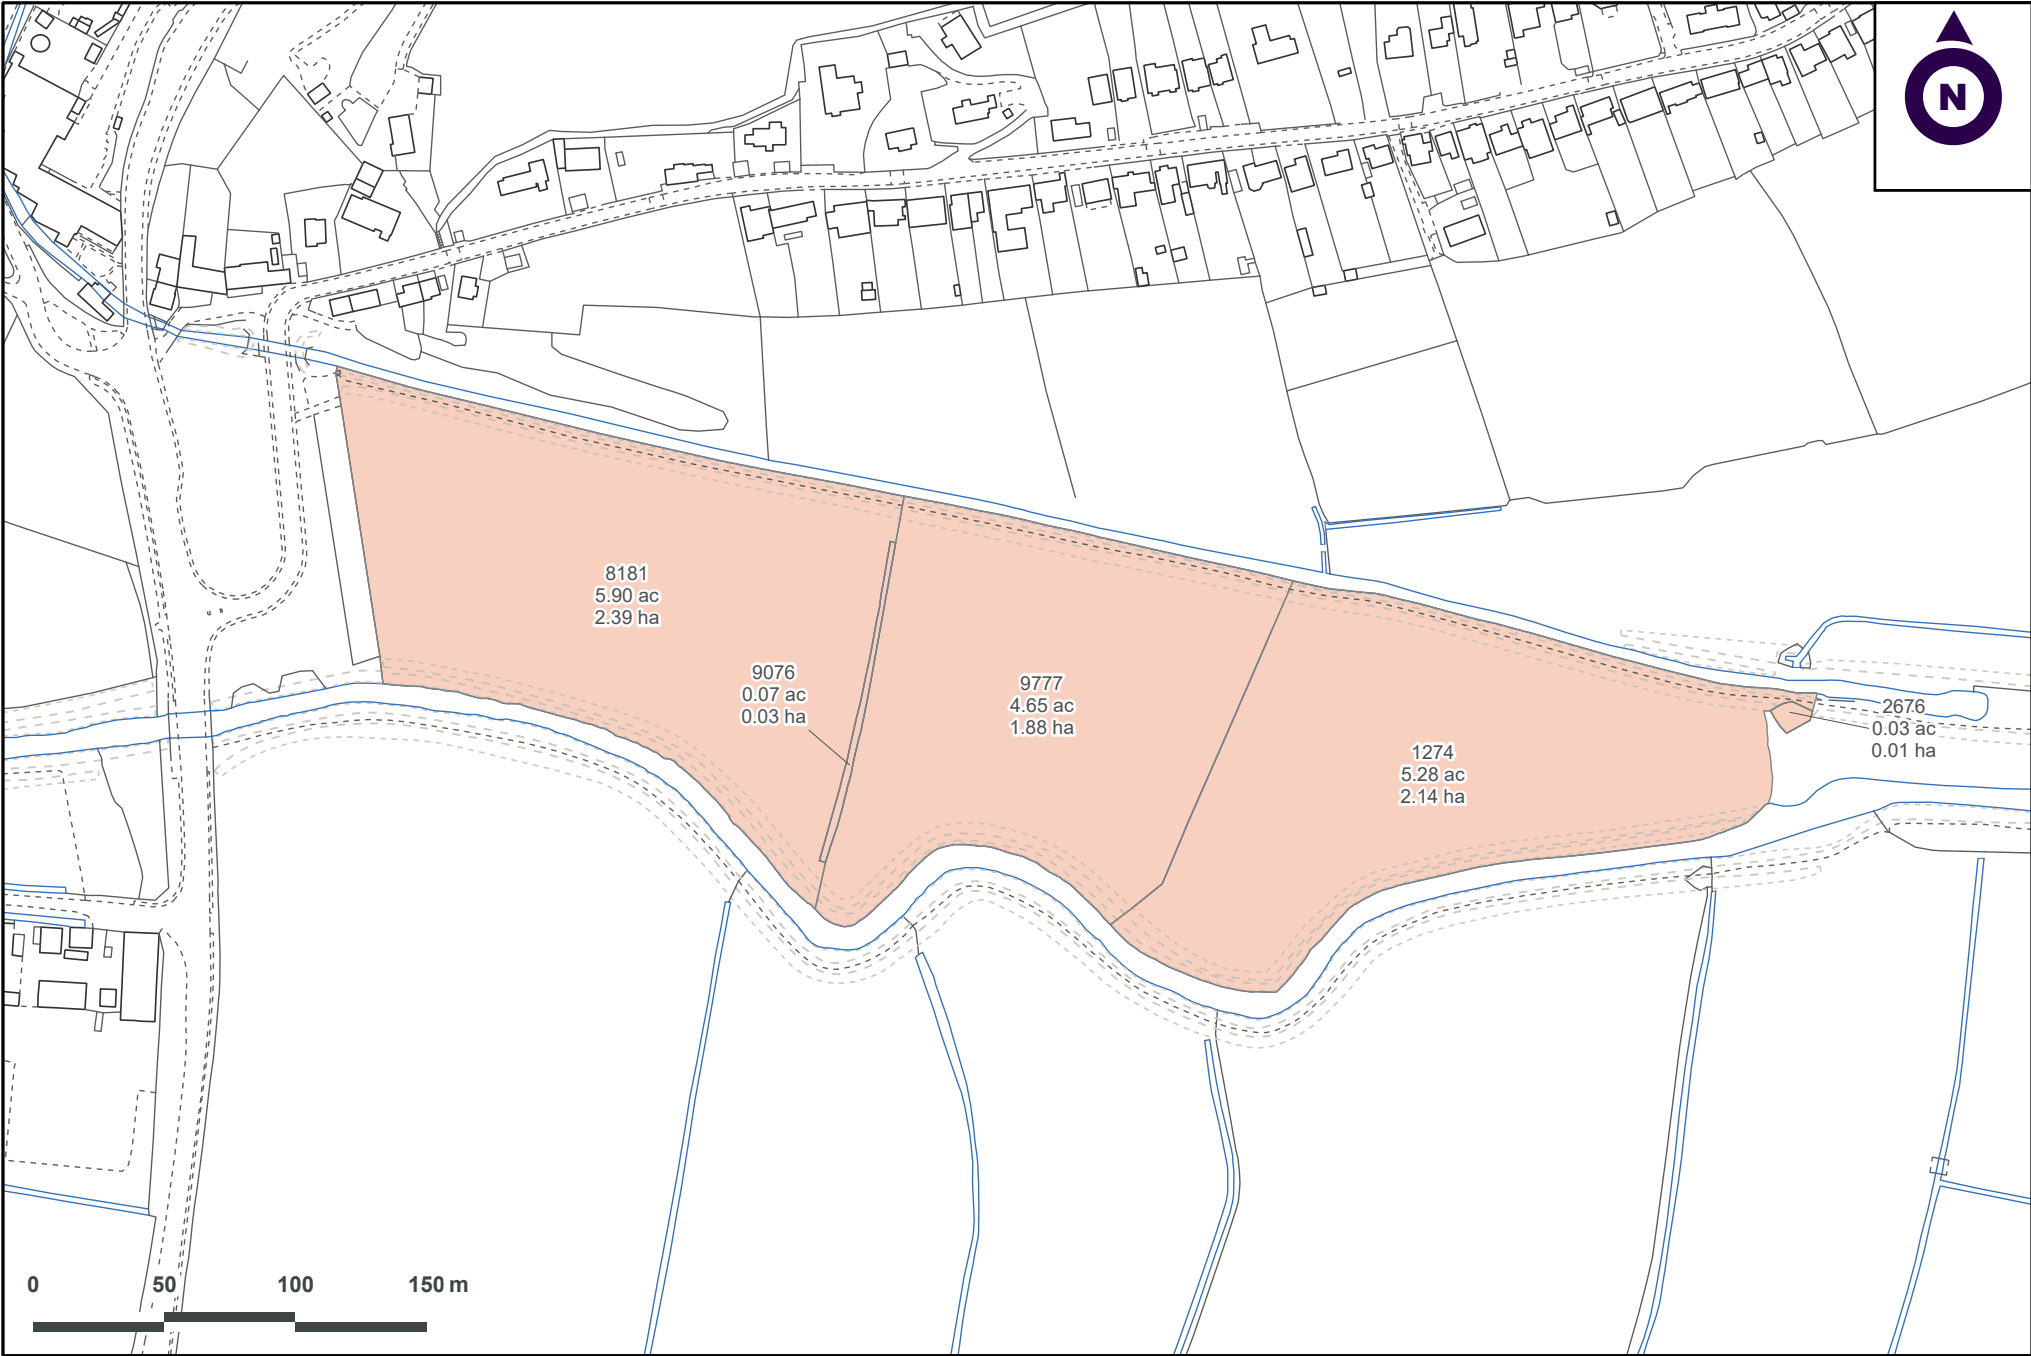 N
8181
5.90 ac
2.39 ha
9076
0.07 ac
0.03 ha
9777
4.65 ac
1.88 ha
2676
0.03 ac
0.01 ha
1274
5.28 ac
2.14 ha
0 50 100 150 m